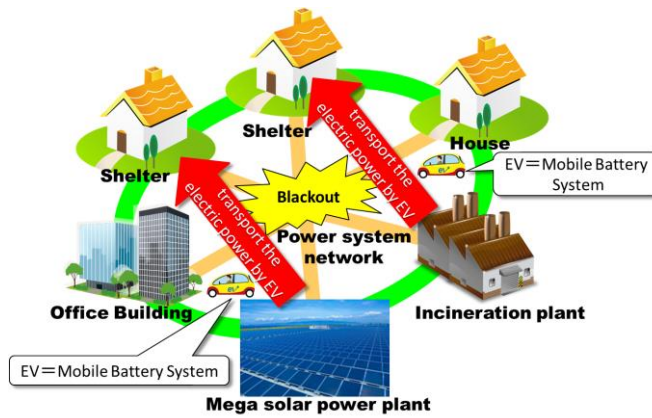 Shelter
House
Shelter
transport the
electric power by EV
EV＝Mobile Battery
System
Blackout
transport the
electric power by EV
Power system
network
Office Building
Incineration plant
EV＝Mobile Battery System
Mega solar power plant